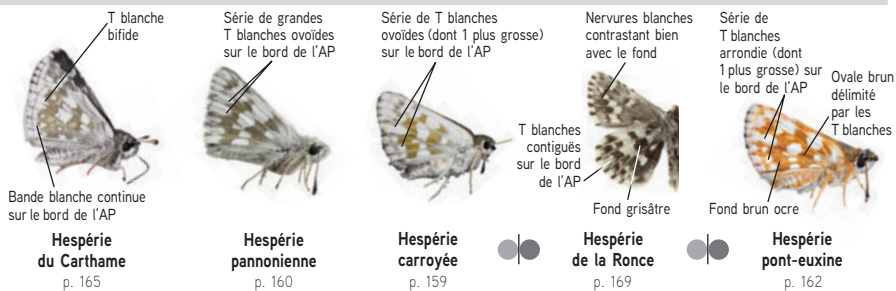 T blanche
bifide
Bande blanche continue
sur le bord de l'AP
Hespérie
du Carthame
p. 165
Série de grandes
T blanches ovoïdes
sur le bord de l'AP
Hespérie
pannonienne
p. 160
Série de T blanches
ovoïdes (dont 1 plus grosse)
sur le bord de l'AP
Hespérie
carroyée
p. 159
Nervures blanches
contrastant bien
avec le fond
T blanches
contiguës
sur le bord
de l'AP
Fond grisâtre
Hespérie
de la Ronce
p. 169
Série de
T blanches
arrondie (dont
1 plus grosse) sur
le bord de l'AP
Ovale brun
délimité
par les
T blanches
Fond brun ocre
Hespérie
pont-euxine
p. 162